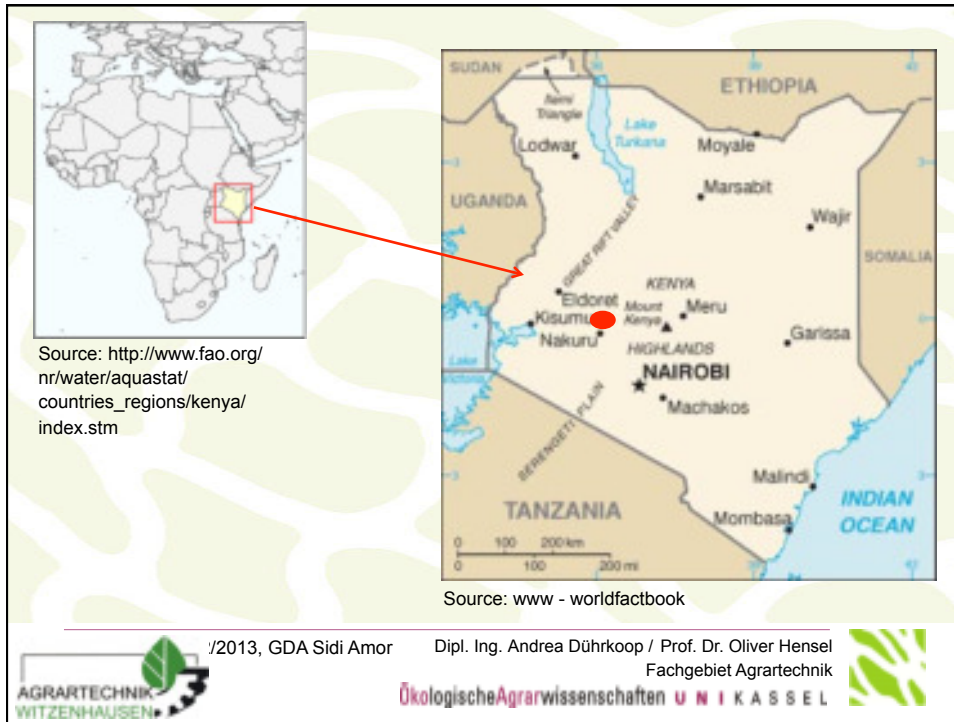 Source: http://www.fao.org/
nr/water/aquastat/
countries_regions/kenya/
index.stm
SUDAN
ETHIOPIA
Ilemi
Triangle
Lake
Turkana
Lodwar
Moyale
UGANDA
Marsabit
Wajir
SOMALIA
GREAT RIFT VALLEY
Eldoret
KENYA
Mount
Kenya
Meru
Kisumu
Nakuru
HIGHLANDS
Garissa
Lake
Victoria
NAIROBI
Machakos
SERENGETI PLAIN
Malindi
TANZANIA
INDIAN
OCEAN
Mombasa
0 100 200 km
0 100 200 mi
Source: www - worldfactbook
/2013, GDA Sidi Amor
Dipl. Ing. Andrea Dührkoop / Prof. Dr. Oliver Hensel
Fachgebiet Agrartechnik
ÖkologischeAgrarwissenschaften UNIKASSEL
AGRARTECHNIK
WITZENHAUSEN